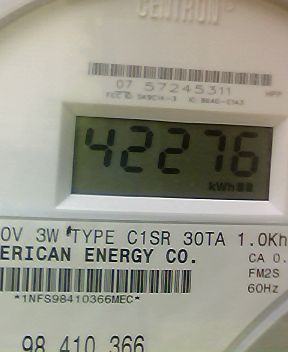 CENTRON
07 57245311
42276
kWh
0V 3W TYPE C1SR 30TA 1.0Kh
ERICAN ENERGY CO.
CA 0.
FM2S
60Hz
*1NFS98410366MEC*
98 410 366